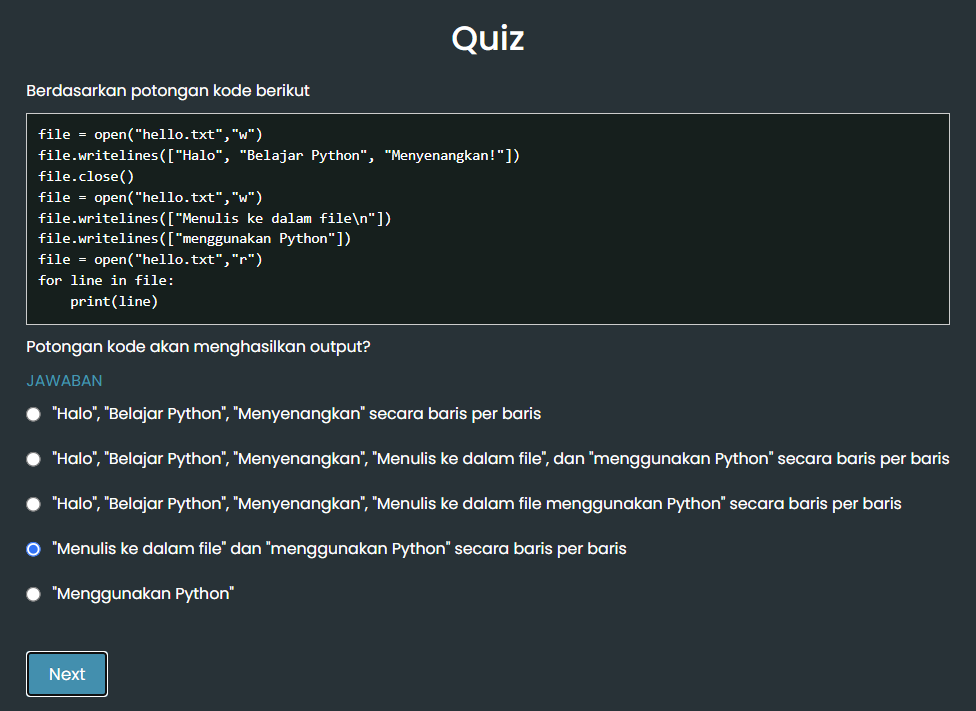 Quiz
Berdasarkan potongan kode berikut
file = open("hello.txt","w")
file.writelines(["Halo", "Belajar Python", "Menyenangkan!"])
file.close()
file = open("hello.txt","w")
file.writelines(["Menulis ke dalam file\n"])
file.writelines(["menggunakan Python"])
file = open("hello.txt","r")
for line in file:
    print(line)
Potongan kode akan menghasilkan output?
JAWABAN
"Halo", "Belajar Python", "Menyenangkan" secara baris per baris
"Halo", "Belajar Python", "Menyenangkan", "Menulis ke dalam file", dan "menggunakan Python" secara baris per baris
"Halo", "Belajar Python", "Menyenangkan", "Menulis ke dalam file menggunakan Python" secara baris per baris
"Menulis ke dalam file" dan "menggunakan Python" secara baris per baris
"Menggunakan Python"
Next